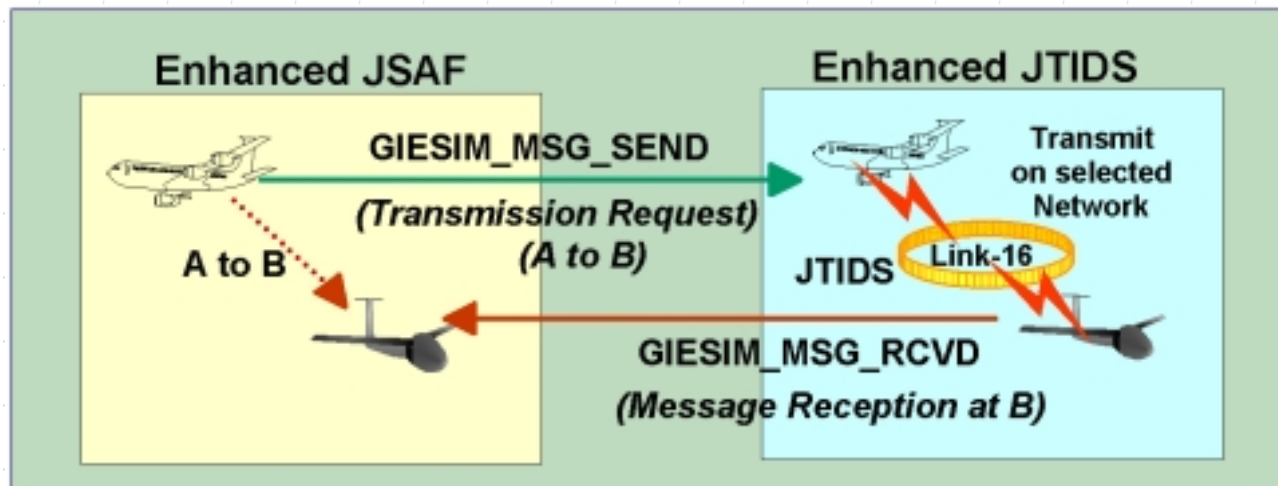 Enhanced JSAF
Enhanced JTIDS
GIESIM_MSG_SEND
(Transmission Request)
(A to B)
A to B
Transmit
on selected
Network
Link-16
JTIDS
GIESIM_MSG_RCVD
(Message Reception at B)